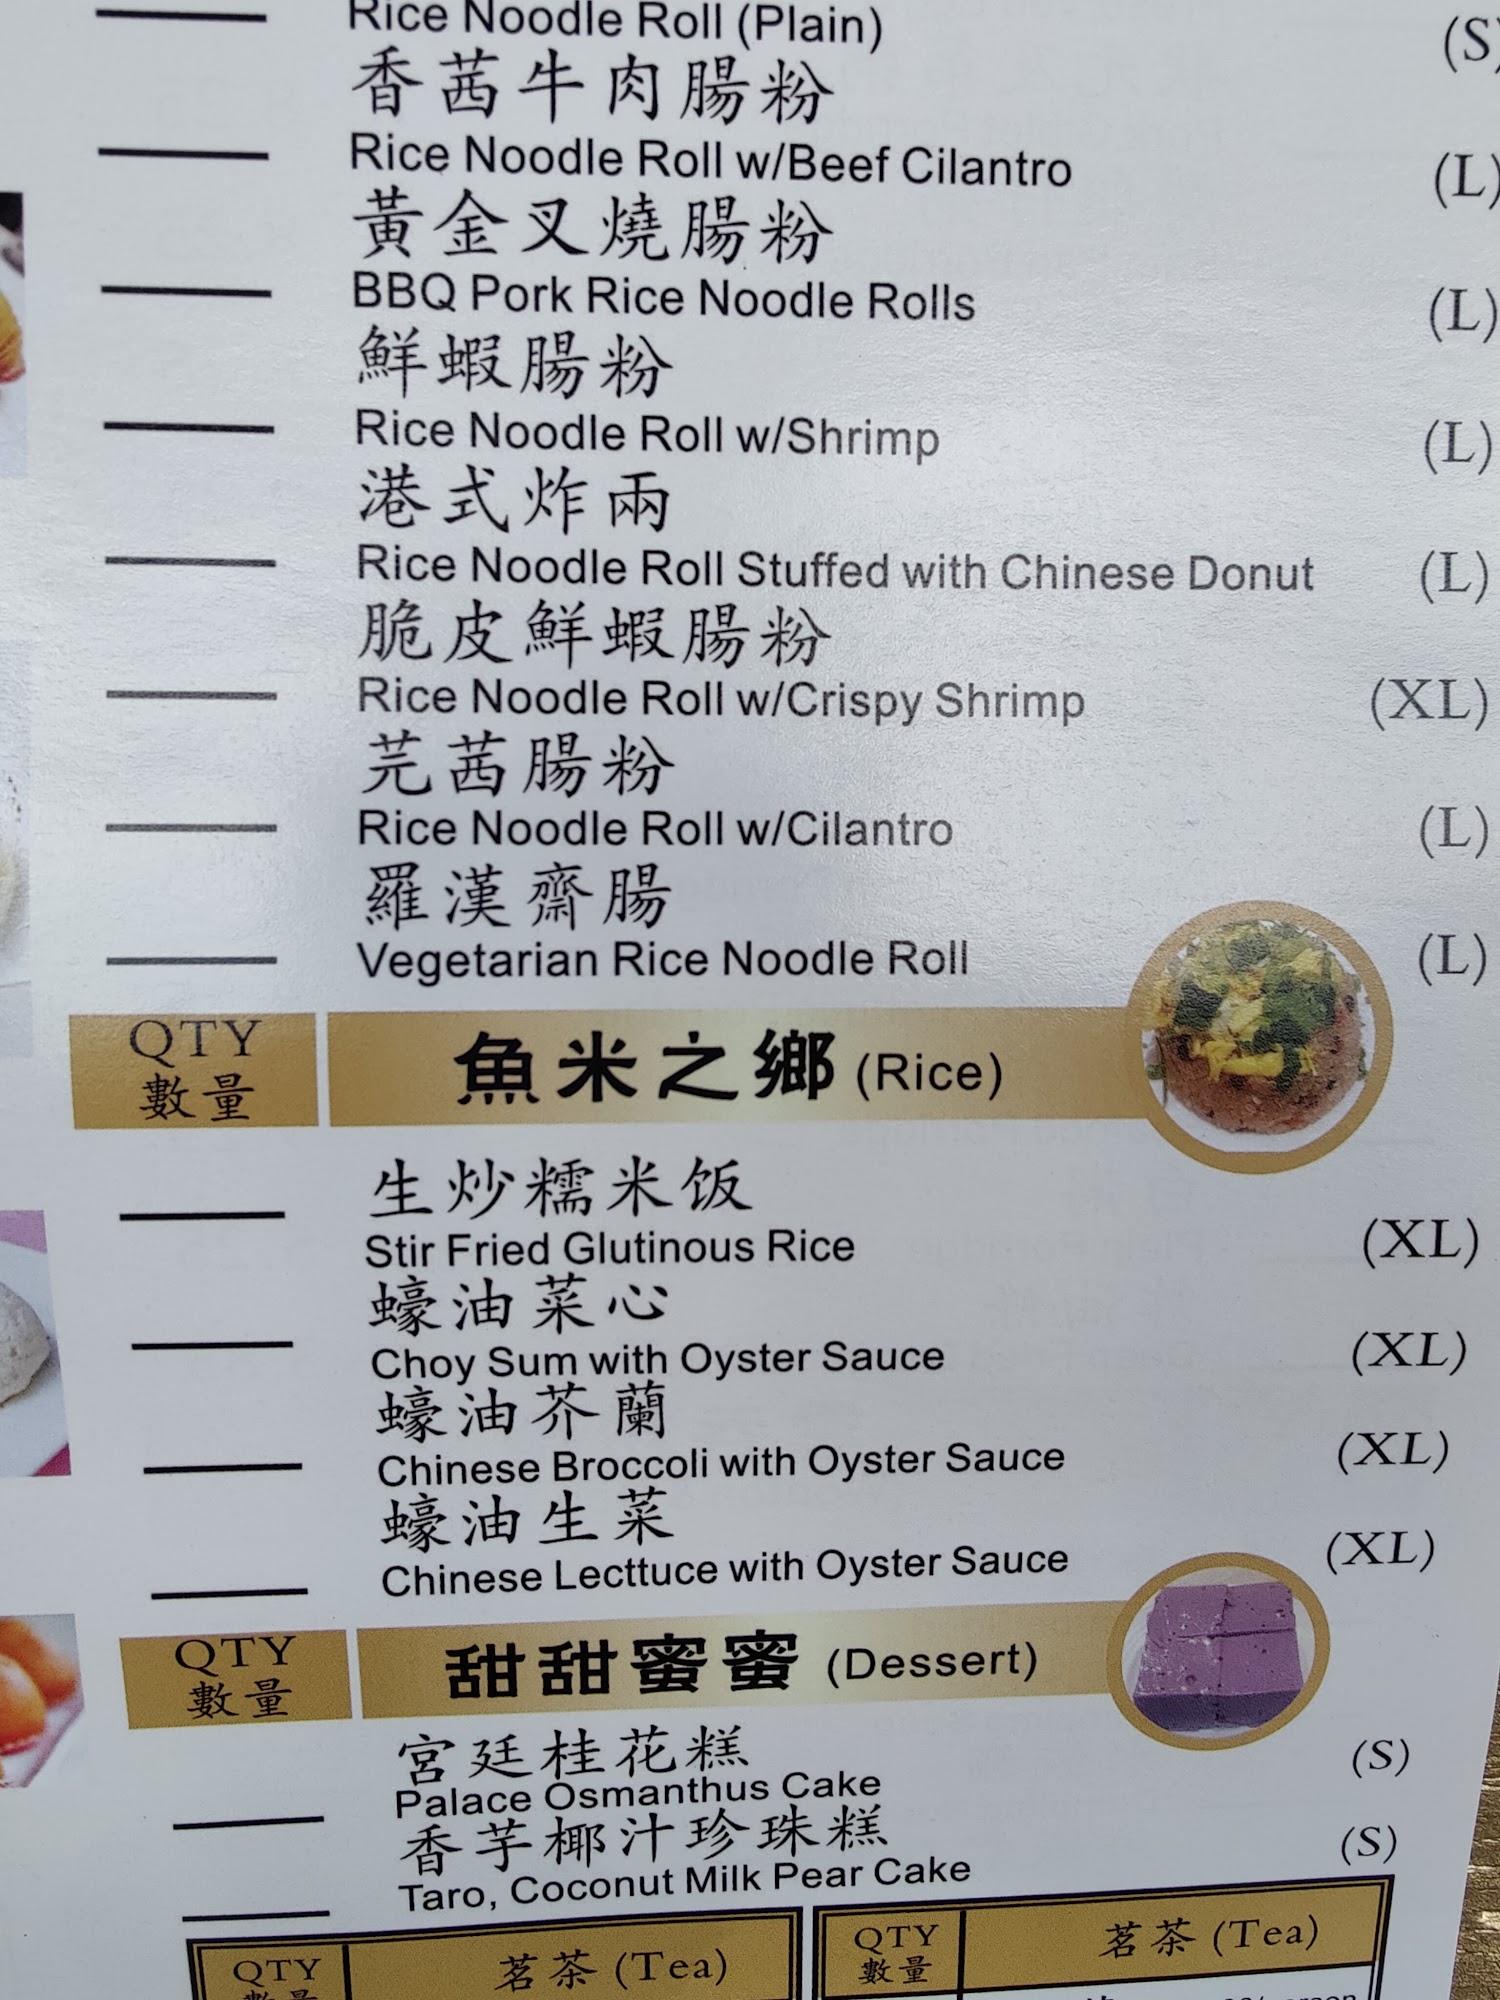 Rice Noodle Roll (Plain) (S)
香茜牛肉腸粉
Rice Noodle Roll w/Beef Cilantro (L)
黃金叉燒腸粉
BBQ Pork Rice Noodle Rolls (L)
鮮蝦腸粉
Rice Noodle Roll w/Shrimp (L)
港式炸兩
Rice Noodle Roll Stuffed with Chinese Donut (L)
脆皮鮮蝦腸粉
Rice Noodle Roll w/Crispy Shrimp (XL)
芫茜腸粉
Rice Noodle Roll w/Cilantro (L)
羅漢齋腸
Vegetarian Rice Noodle Roll (L)
QTY
數量
魚米之鄉 (Rice)
生炒糯米饭
Stir Fried Glutinous Rice (XL)
蠔油菜心
Choy Sum with Oyster Sauce (XL)
蠔油芥蘭
Chinese Broccoli with Oyster Sauce (XL)
蠔油生菜
Chinese Lecttuce with Oyster Sauce (XL)
QTY
數量
甜甜蜜蜜 (Dessert)
宮廷桂花糕
Palace Osmanthus Cake (S)
香芋椰汁珍珠糕
Taro, Coconut Milk Pear Cake (S)
QTY
數量
茗茶 (Tea)
QTY
數量
茗茶 (Tea)